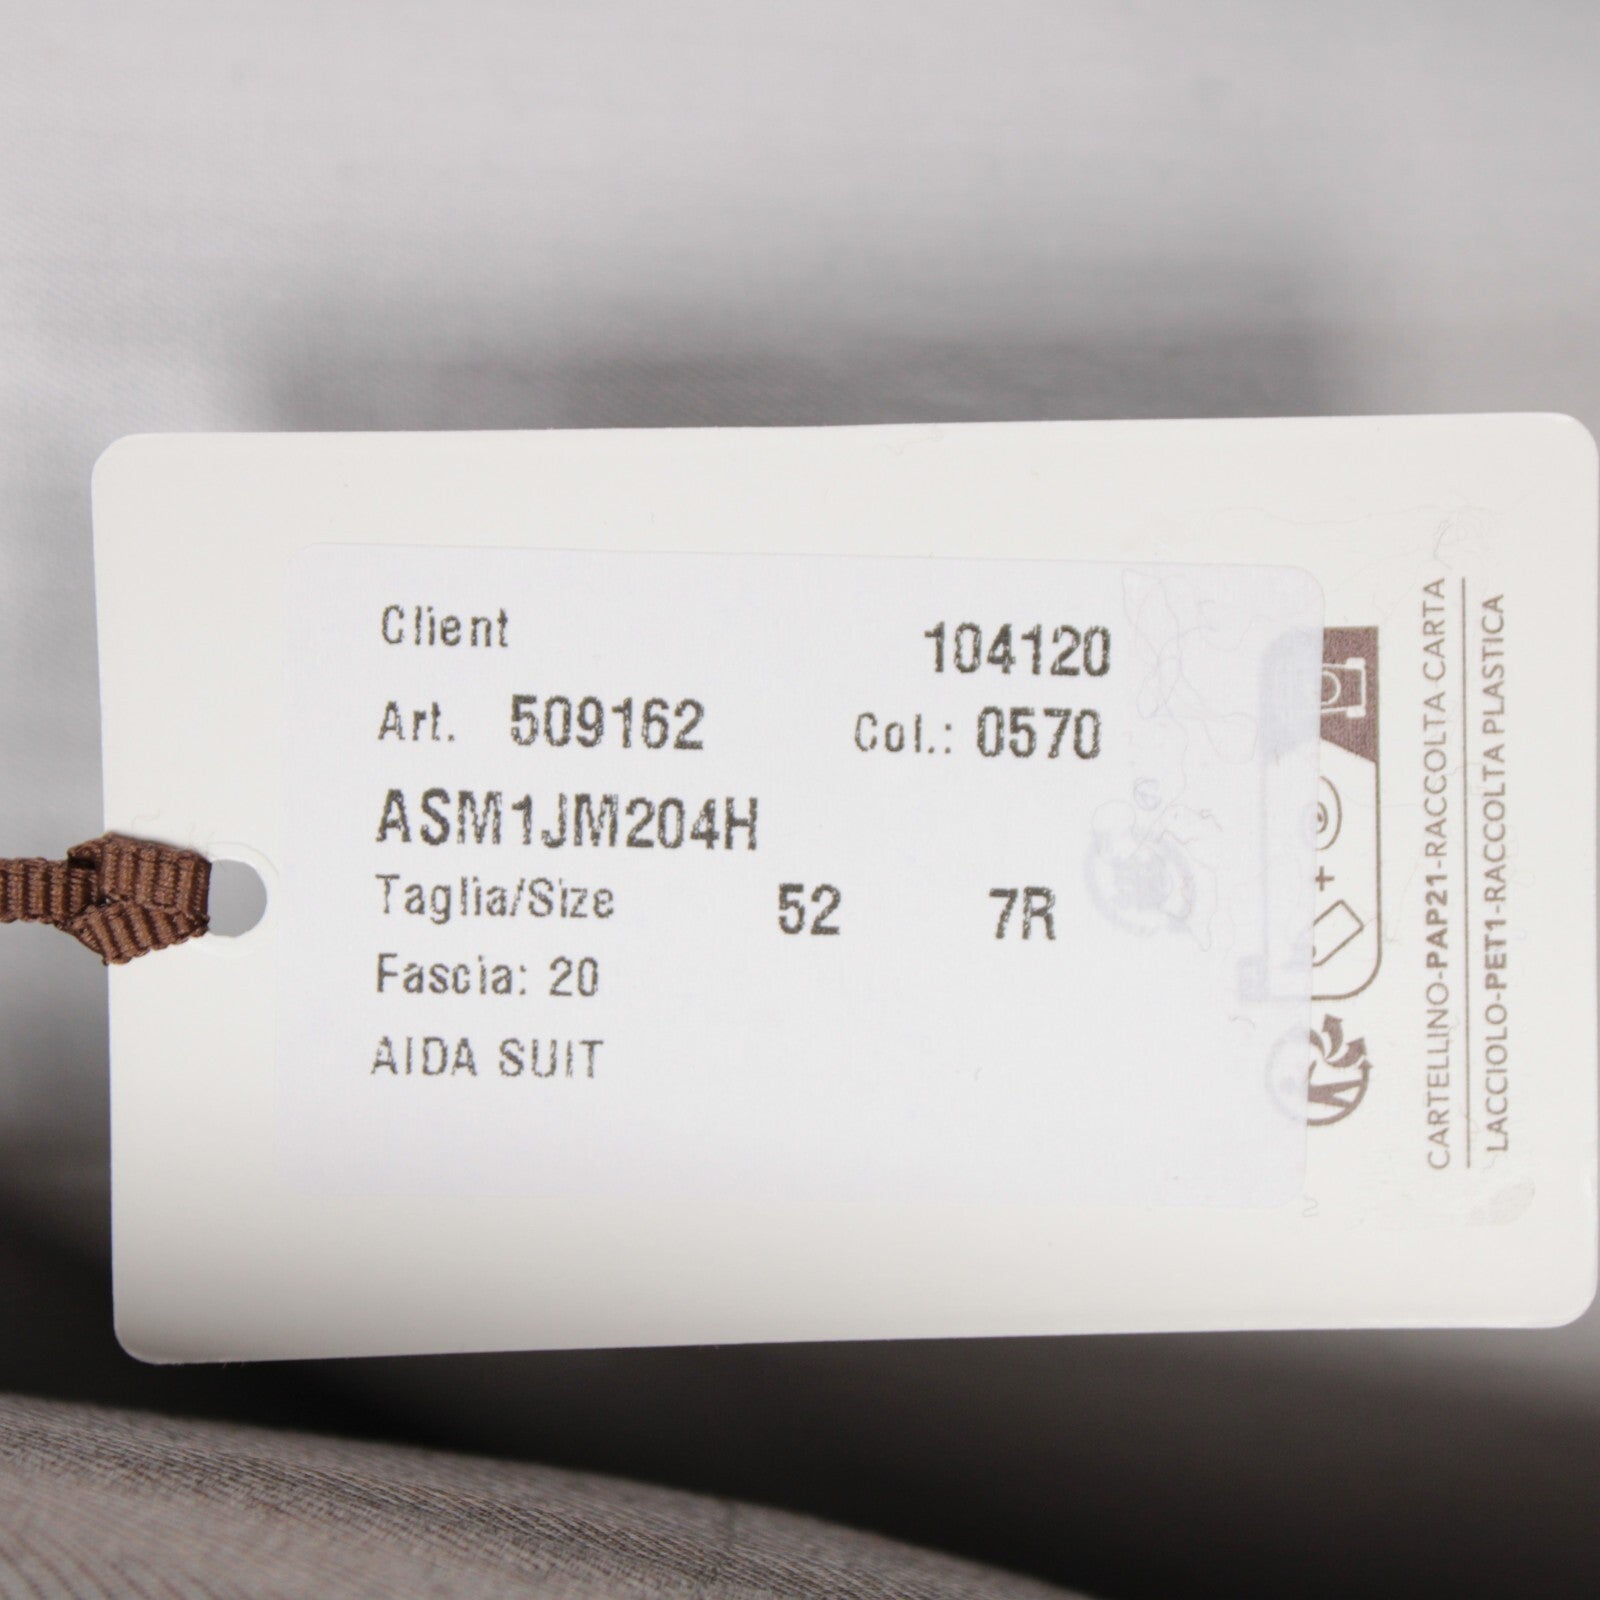 Client 104120
Art. 509162 Col.: 0570
ASM1JM204H
Taglia/Size 52 7R
Fascia: 20
AIDA SUIT
CARTELLINO-PAP21-RACCOLTA CARTA
LACCIOLO-PET1-RACCOLTA PLASTICA